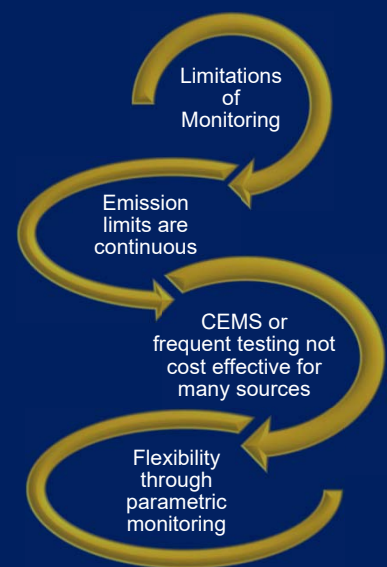 Limitations
of
Monitoring
Emission
limits are
continuous
CEMS or
frequent testing not
cost effective for
many sources
Flexibility
through
parametric
monitoring